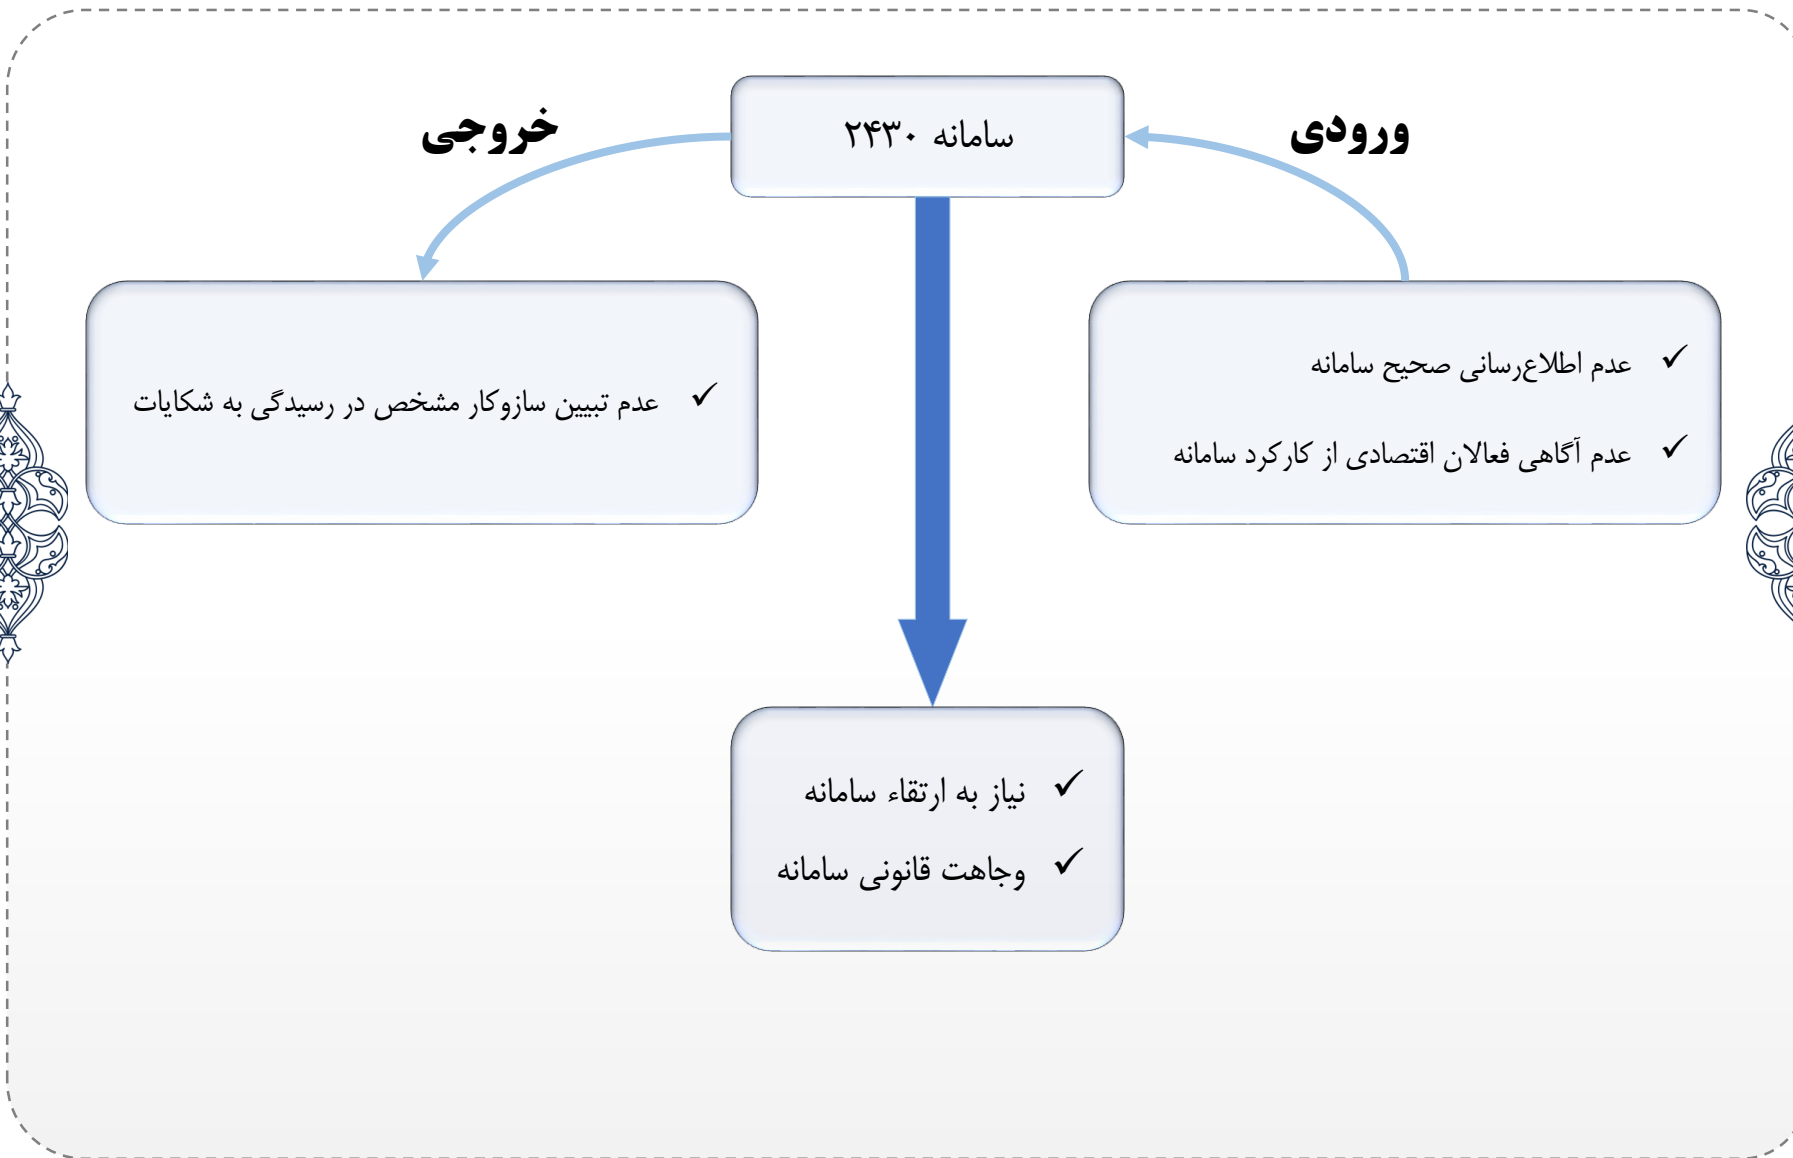 ورودی
سامانه ۲۴۳۰
خروجی
✓ عدم اطلاع‌رسانی صحیح سامانه
✓ عدم آگاهی فعالان اقتصادی از کارکرد سامانه
✓ عدم تبیین سازوکار مشخص در رسیدگی به شکایات
✓ نیاز به ارتقاء سامانه
✓ وجاهت قانونی سامانه